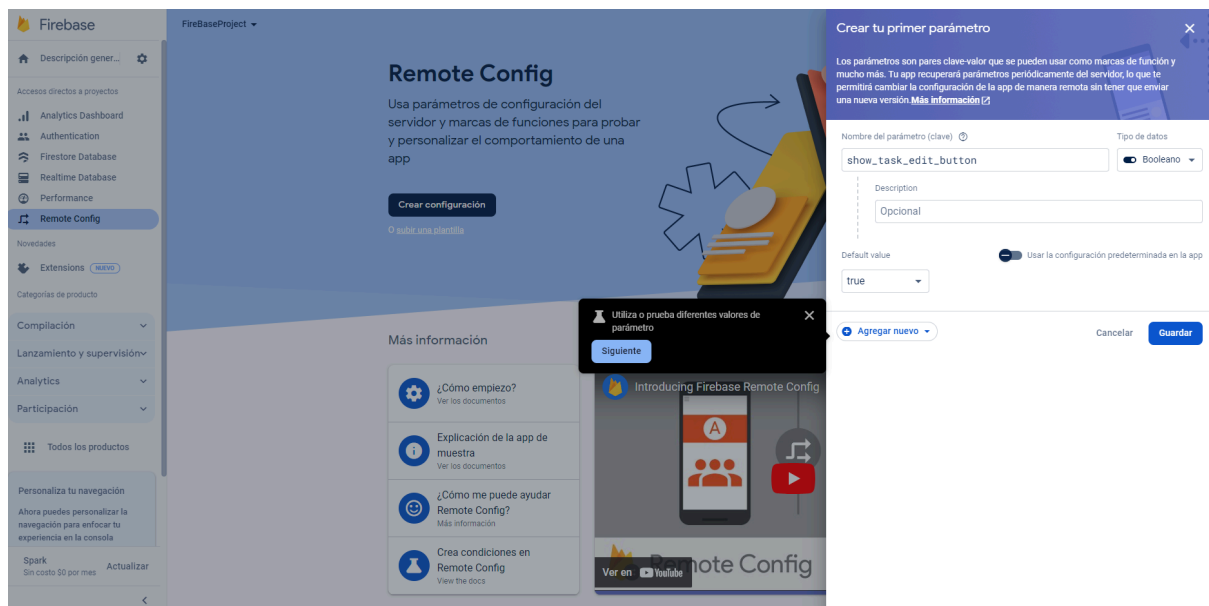 Firebase
Descripción gener...
Accesos directos a proyectos
Analytics Dashboard
Authentication
Firestore Database
Realtime Database
Performance
Remote Config
Novedades
Extensions NUEVO
Categorías de producto
Compilación
Lanzamiento y supervisión
Analytics
Participación
Todos los productos
Personaliza tu navegación
Ahora puedes personalizar la
navegación para enfocar tu
experiencia en la consola
Spark
Sin costo $0 por mes
Actualizar
FireBaseProject
Remote Config
Usa parámetros de configuración del
servidor y marcas de funciones para probar
y personalizar el comportamiento de una
app
Crear configuración
O subir una plantilla
Más información
¿Cómo empiezo?
Ver los documentos
Explicación de la app de
muestra
Ver los documentos
¿Cómo me puede ayudar
Remote Config?
Más información
Crea condiciones en
Remote Config
View the docs
Utiliza o prueba diferentes valores de
parámetro
Siguiente
Introducing Firebase Remote Config
A
Remote Config
Ver en YouTube
Crear tu primer parámetro
Los parámetros son pares clave-valor que se pueden usar como marcas de función y
mucho más. Tu app recuperará parámetros periódicamente del servidor, lo que te
permitirá cambiar la configuración de la app de manera remota sin tener que enviar
una nueva versión.Más información
Nombre del parámetro (clave)
Tipo de datos
show_task_edit_button
Booleano
Description
Opcional
Default value
Usar la configuración predeterminada en la app
true
Agregar nuevo
Cancelar
Guardar